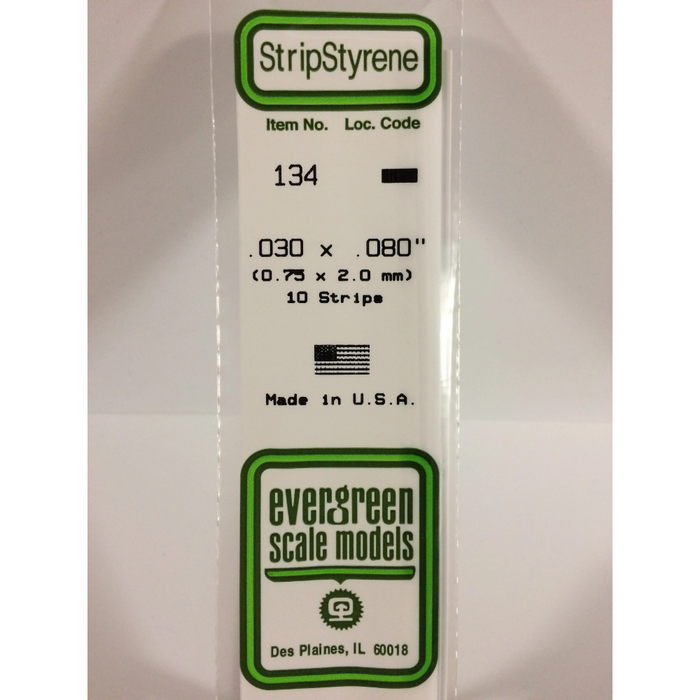 StripStyrene
Item No. Loc. Code
134
.030 x .080"
(0.75 x 2.0 mm)
10 Strips
Made in U.S.A.
evergreen
scale models
Des Plaines, IL 60018